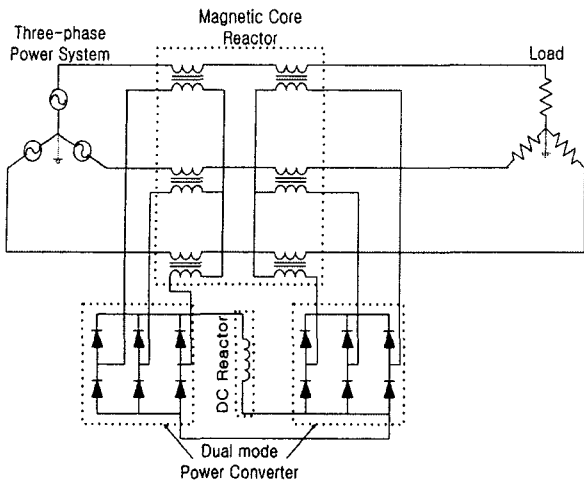 Magnetic Core
Reactor
Three-phase
Power System
Load
DC Reactor
Dual mode
Power Converter